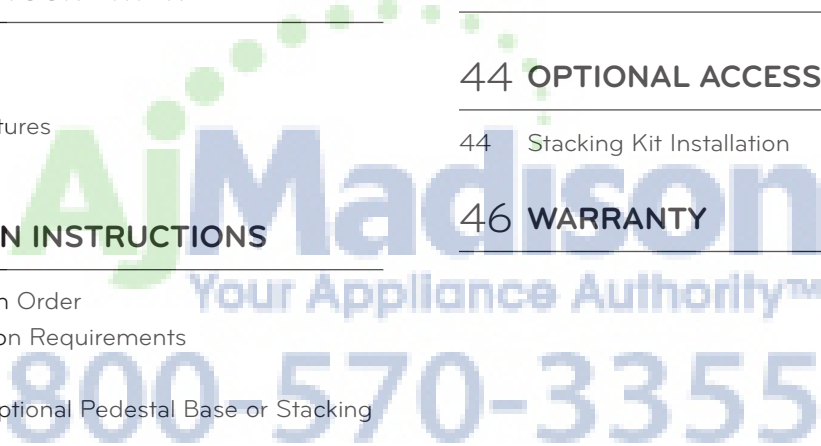 tures
N INSTRUCTIONS
n Order
on Requirements
ptional Pedestal Base or Stacking
44 OPTIONAL ACCESS
44 Stacking Kit Installation
46 WARRANTY
AjMadison
Your Appliance Authority™
800-570-3355